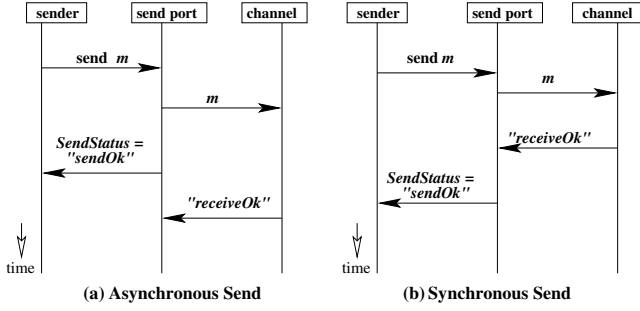 sender
send port
channel
send m
m
SendStatus =
"sendOk"
"receiveOk"
time
(a) Asynchronous Send
sender
send port
channel
send m
m
"receiveOk"
SendStatus =
"sendOk"
time
(b) Synchronous Send